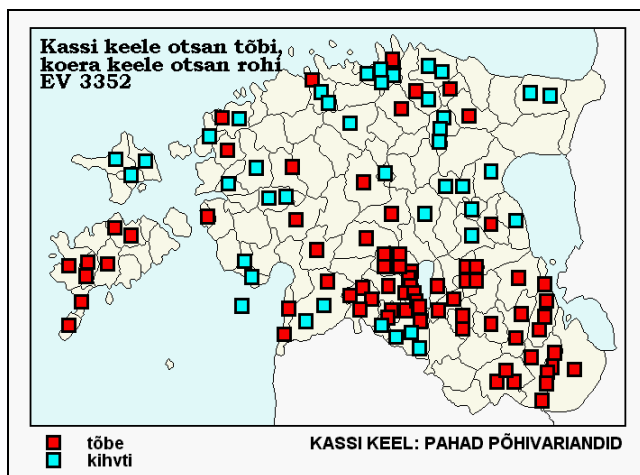 Kassi keele otsan tõbi,
koera keele otsan rohi
EV 3352
tõbe
kihvti
KASSI KEEL: PAHAD PÕHIVARIANDID